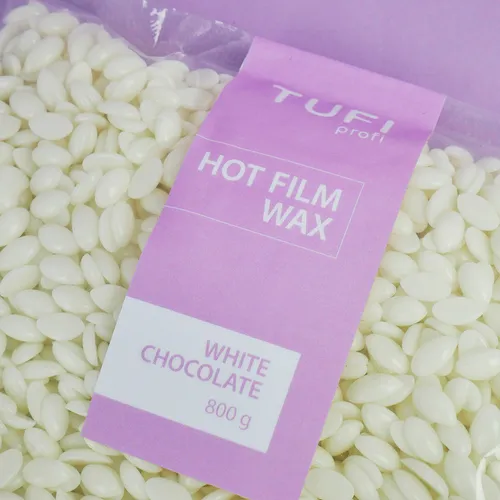 TUFI
profi
HOT FILM
WAX
WHITE
CHOCOLATE
800 g